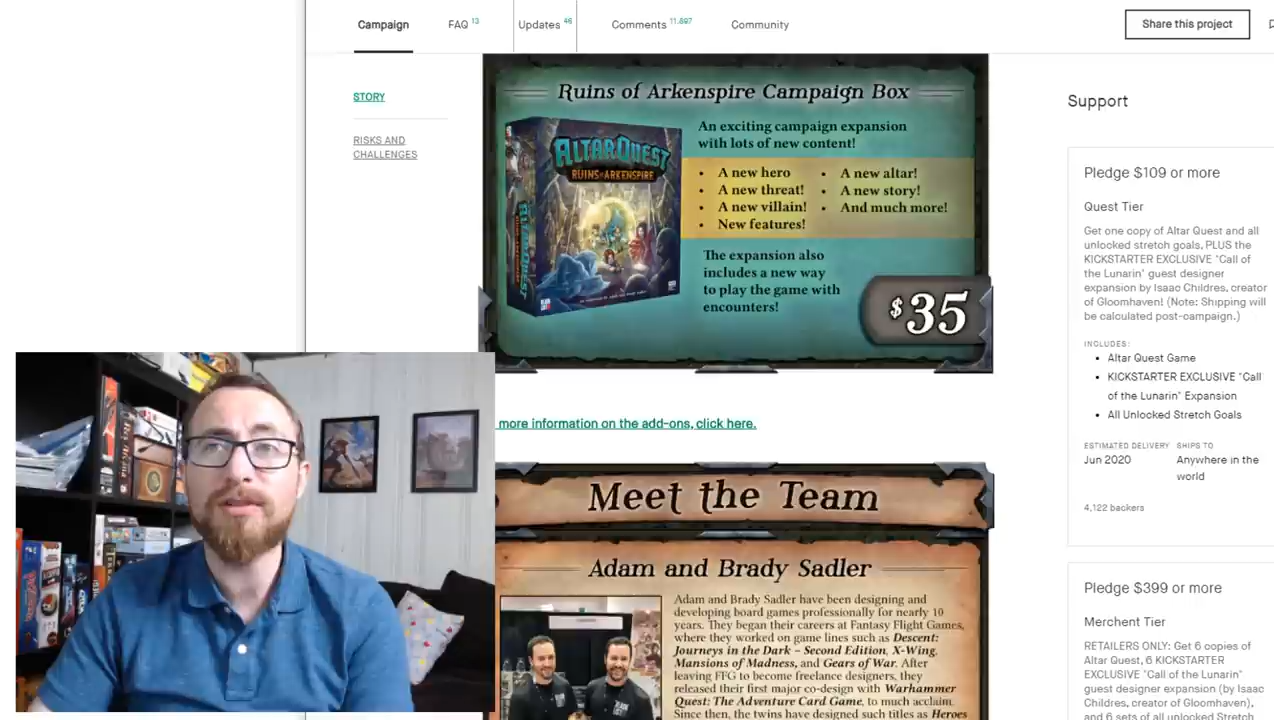 Campaign
FAQ 13
Updates 46
Comments 11,697
Community
Share this project
STORY
RISKS AND
CHALLENGES
Ruins of Arkenspire Campaign Box
An exciting campaign expansion
with lots of new content!
• A new hero
• A new threat!
• A new villain!
• New features!
• A new altar!
• A new story!
• And much more!
The expansion also
includes a new way
to play the game with
encounters!
$35
ALTAR QUEST
RUINS OF ARKENSPIRE
ALTAR QUEST
more information on the add-ons, click here.
Meet the Team
Adam and Brady Sadler
Adam and Brady Sadler have been designing and
developing board games professionally for nearly 10
years. They began their careers at Fantasy Flight Games,
where they worked on game lines such as Descent:
Journeys in the Dark – Second Edition, X-Wing,
Mansions of Madness, and Gears of War. After
leaving FFG to become freelance designers, they
released their first major co-design with Warhammer
Quest: The Adventure Card Game, to much acclaim.
Since then, the twins have designed such titles as Heroes
Support
Pledge $109 or more
Quest Tier
Get one copy of Altar Quest and all
unlocked stretch goals, PLUS the
KICKSTARTER EXCLUSIVE "Call of
the Lunarin" guest designer
expansion by Isaac Childres, creator
of Gloomhaven! (Note: Shipping will
be calculated post-campaign.)
INCLUDES:
• Altar Quest Game
• KICKSTARTER EXCLUSIVE "Call
of the Lunarin" Expansion
• All Unlocked Stretch Goals
ESTIMATED DELIVERY
Jun 2020
SHIPS TO
Anywhere in the
world
4,122 backers
Pledge $399 or more
Merchent Tier
RETAILERS ONLY: Get 6 copies of
Altar Quest, 6 KICKSTARTER
EXCLUSIVE "Call of the Lunarin"
guest designer expansion (by Isaac
Childres, creator of Gloomhaven),
and 6 sets of all unlocked Stretch